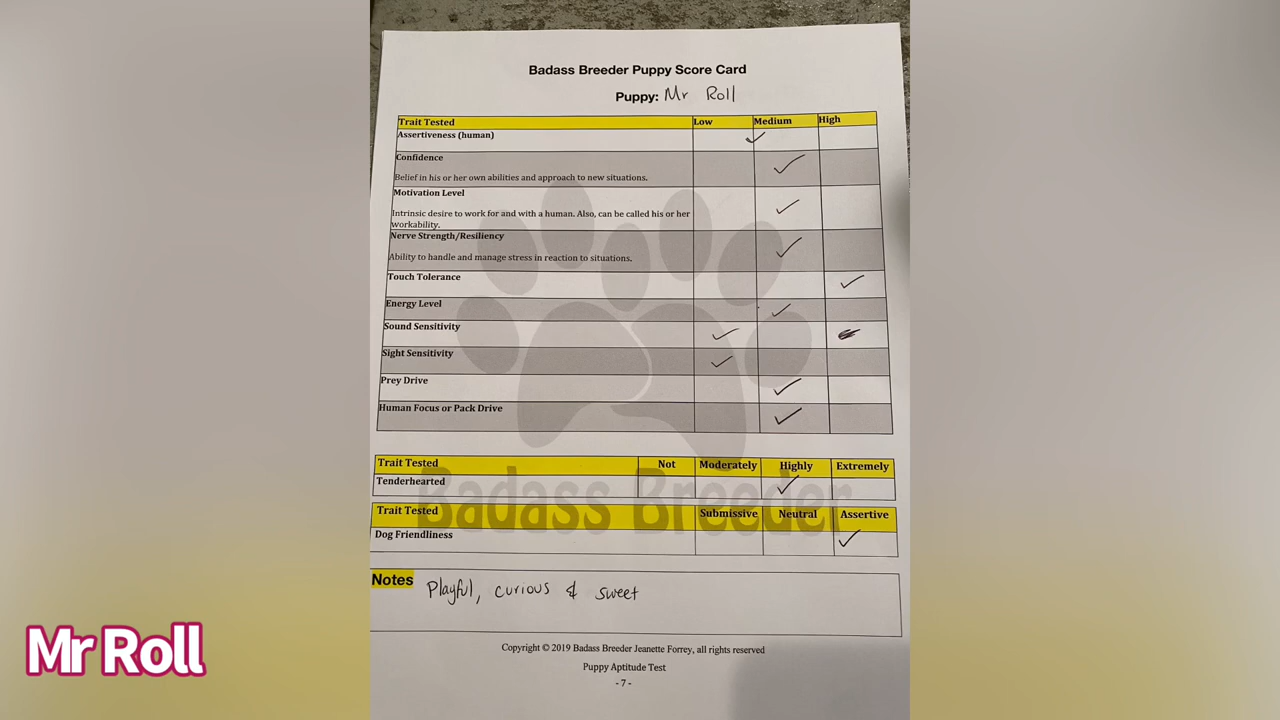 Badass Breeder Puppy Score Card
Puppy: Mr Roll
Trait Tested Low Medium High
Assertiveness (human) ✓
Confidence ✓
Belief in his or her own abilities and approach to new situations.
Motivation Level ✓
Intrinsic desire to work for and with a human. Also, can be called his or her
workability.
Nerve Strength/Resiliency ✓
Ability to handle and manage stress in reaction to situations.
Touch Tolerance ✓
Energy Level ✓
Sound Sensitivity ✓
Sight Sensitivity ✓
Prey Drive ✓
Human Focus or Pack Drive ✓
Trait Tested Not Moderately Highly Extremely
Tenderhearted ✓
Badass Breeder
Trait Tested Submissive Neutral Assertive
Dog Friendliness ✓
Notes Playful, curious & sweet
Copyright © 2019 Badass Breeder Jeanette Forrey, all rights reserved
Puppy Aptitude Test
- 7 -
Mr Roll